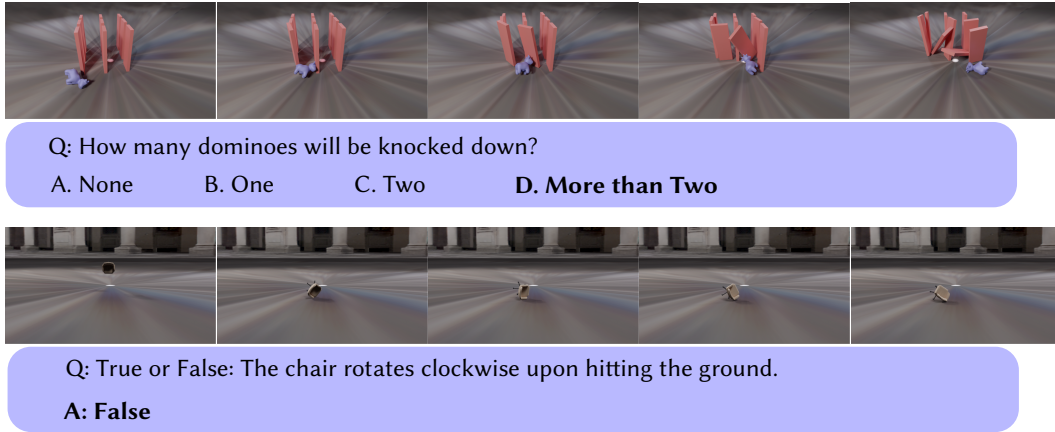 Q: How many dominoes will be knocked down?
A. None B. One C. Two D. More than Two
Q: True or False: The chair rotates clockwise upon hitting the ground.
A: False